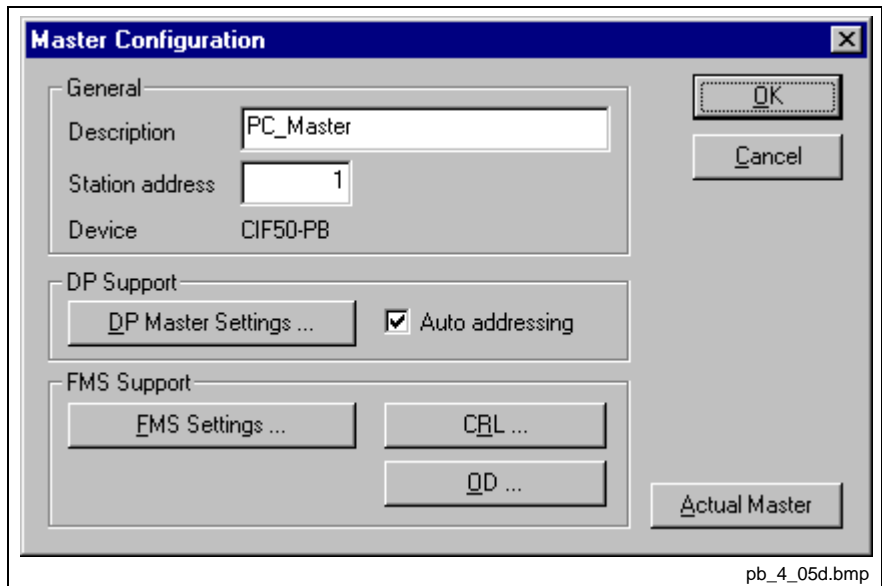 Master Configuration
General
Description PC_Master
Station address 1
Device CIF50-PB
OK
Cancel
DP Support
DP Master Settings ... Auto addressing
FMS Support
FMS Settings ... CRL ...
OD ...
Actual Master
pb_4_05d.bmp